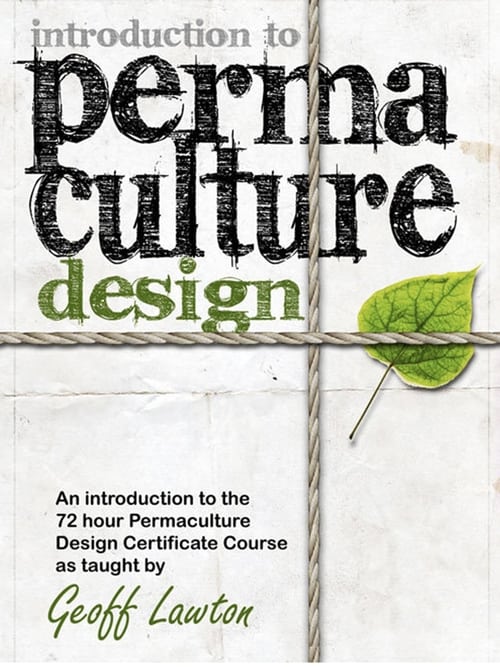 introduction to
perma
culture
design
An introduction to the
72 hour Permaculture
Design Certificate Course
as taught by
Geoff Lawton